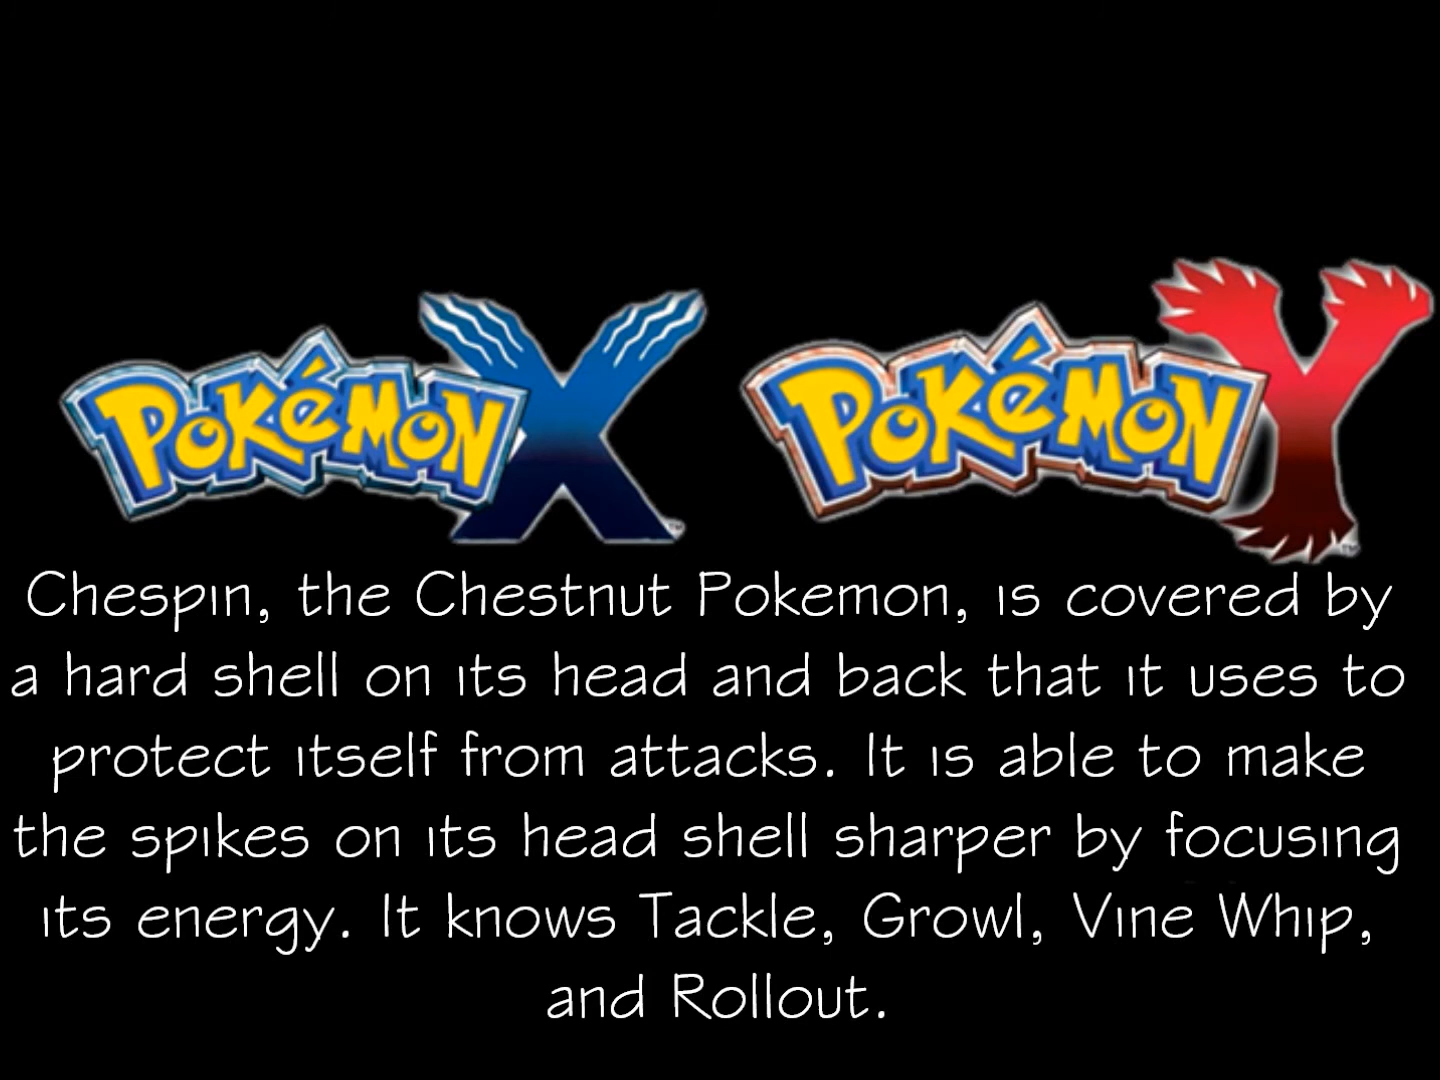 POKéMON X POKéMON Y
Chespin, the Chestnut Pokemon, is covered by
a hard shell on its head and back that it uses to
protect itself from attacks. It is able to make
the spikes on its head shell sharper by focusing
its energy. It knows Tackle, Growl, Vine Whip,
and Rollout.